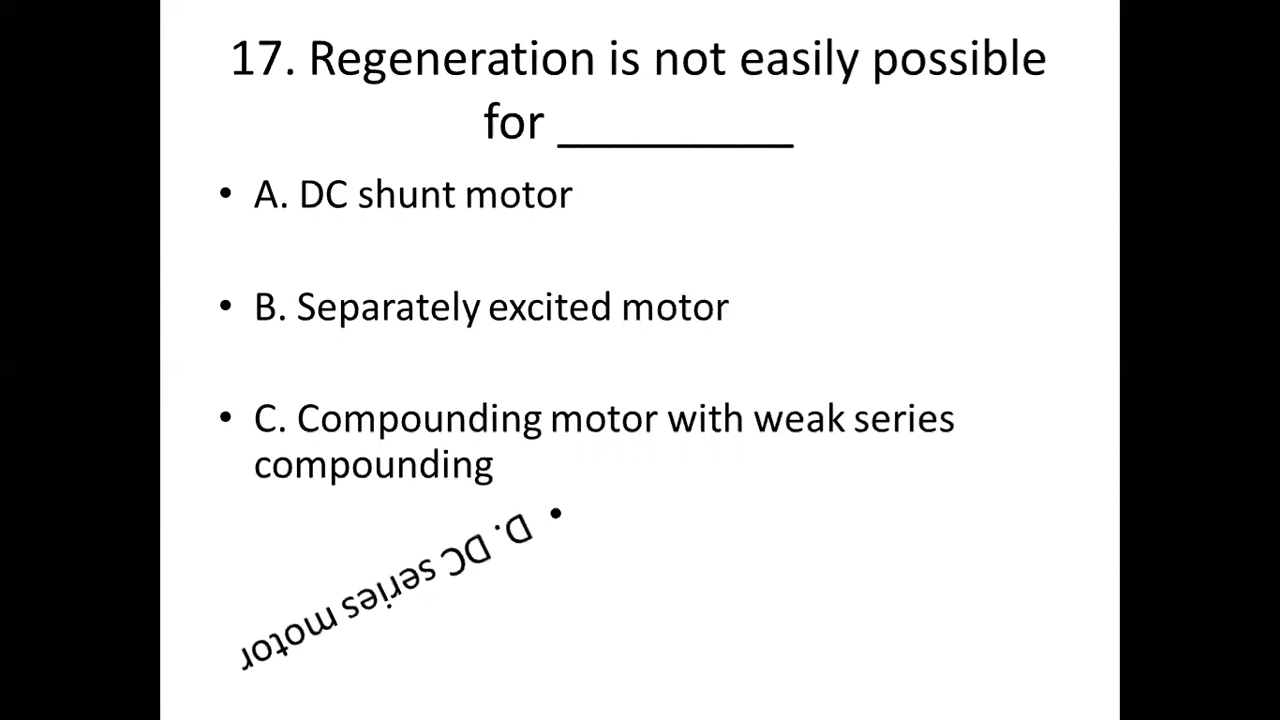 17. Regeneration is not easily possible
for _________
• A. DC shunt motor
• B. Separately excited motor
• C. Compounding motor with weak series
compounding
• D. DC series motor